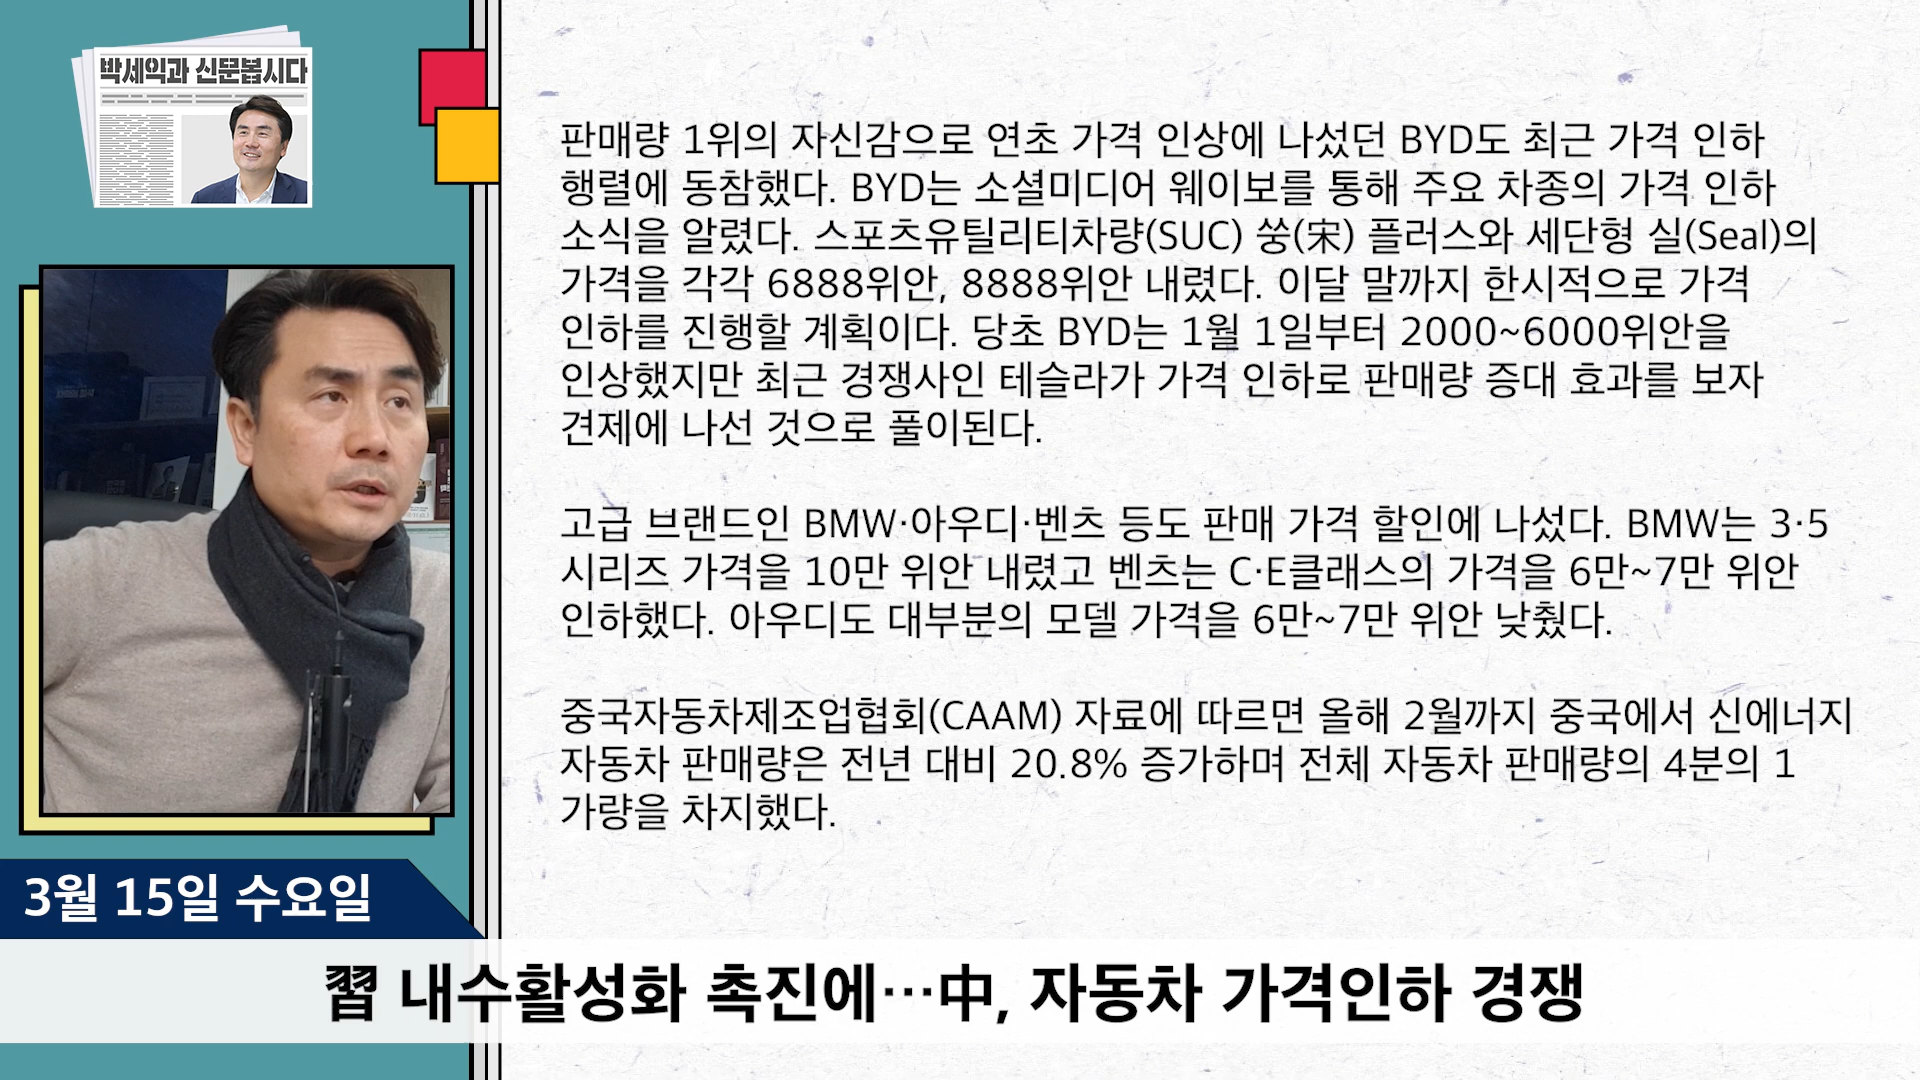 박세익과 신문봅시다
판매량 1위의 자신감으로 연초 가격 인상에 나섰던 BYD도 최근 가격 인하
행렬에 동참했다. BYD는 소셜미디어 웨이보를 통해 주요 차종의 가격 인하
소식을 알렸다. 스포츠유틸리티차량(SUC) 쏭(宋) 플러스와 세단형 실(Seal)의
가격을 각각 6888위안, 8888위안 내렸다. 이달 말까지 한시적으로 가격
인하를 진행할 계획이다. 당초 BYD는 1월 1일부터 2000~6000위안을
인상했지만 최근 경쟁사인 테슬라가 가격 인하로 판매량 증대 효과를 보자
견제에 나선 것으로 풀이된다.
고급 브랜드인 BMW·아우디·벤츠 등도 판매 가격 할인에 나섰다. BMW는 3·5
시리즈 가격을 10만 위안 내렸고 벤츠는 C·E클래스의 가격을 6만~7만 위안
인하했다. 아우디도 대부분의 모델 가격을 6만~7만 위안 낮췄다.
중국자동차제조업협회(CAAM) 자료에 따르면 올해 2월까지 중국에서 신에너지
자동차 판매량은 전년 대비 20.8% 증가하며 전체 자동차 판매량의 4분의 1
가량을 차지했다.
3월 15일 수요일
習 내수활성화 촉진에···中, 자동차 가격인하 경쟁